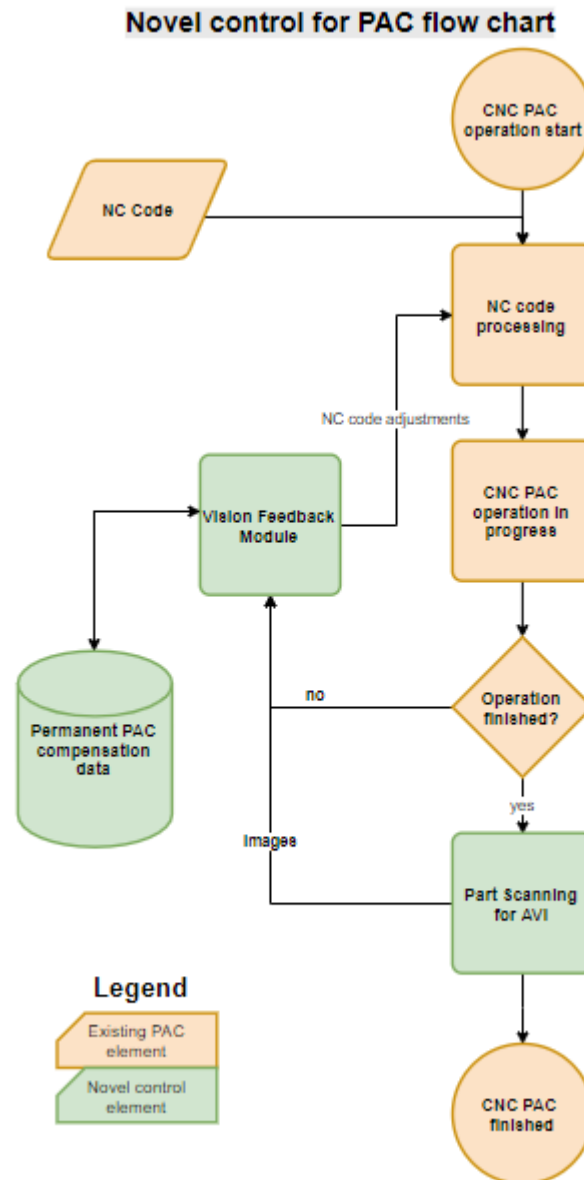 Novel control for PAC flow chart
CNC PAC
operation start
NC Code
NC code
processing
NC code adjustments
Vision Feedback
Module
CNC PAC
operation in
progress
no
Operation
finished?
Permanent PAC
compensation
data
yes
Images
Part Scanning
for AVI
Legend
Existing PAC
element
Novel control
element
CNC PAC
finished